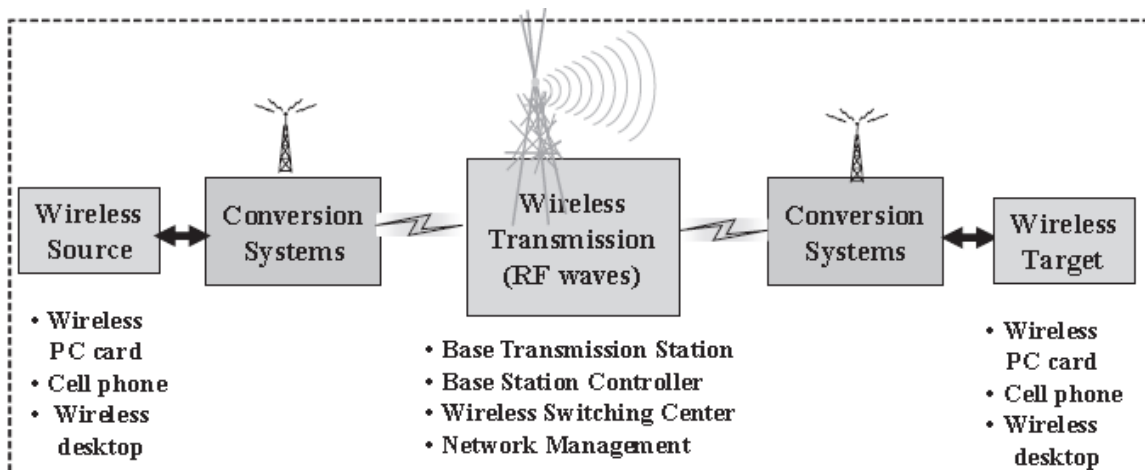 Wireless
Source
Conversion
Systems
Wireless
Transmission
(RF waves)
Conversion
Systems
Wireless
Target
• Wireless
PC card
• Cell phone
• Wireless
desktop
• Base Transmission Station
• Base Station Controller
• Wireless Switching Center
• Network Management
• Wireless
PC card
• Cell phone
• Wireless
desktop